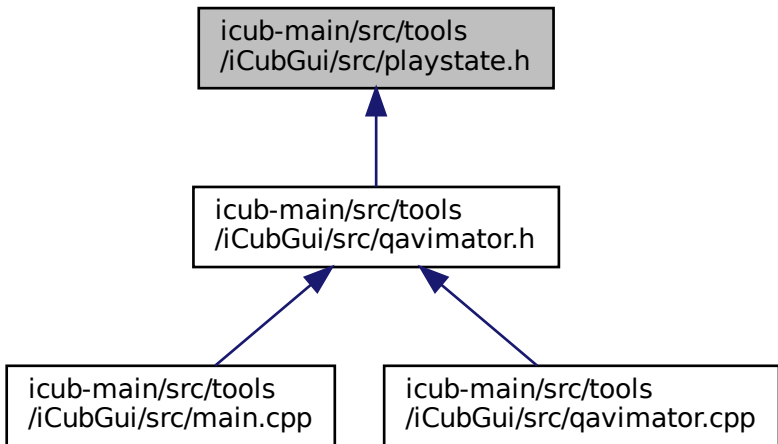 icub-main/src/tools
/iCubGui/src/playstate.h
icub-main/src/tools
/iCubGui/src/qavimator.h
icub-main/src/tools
/iCubGui/src/main.cpp
icub-main/src/tools
/iCubGui/src/qavimator.cpp